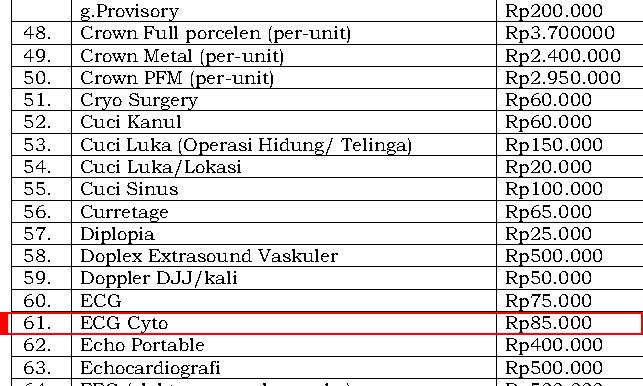 g.Provisory Rp200.000
48. Crown Full porcelen (per-unit) Rp3.700000
49. Crown Metal (per-unit) Rp2.400.000
50. Crown PFM (per-unit) Rp2.950.000
51. Cryo Surgery Rp60.000
52. Cuci Kanul Rp60.000
53. Cuci Luka (Operasi Hidung/ Telinga) Rp150.000
54. Cuci Luka/Lokasi Rp20.000
55. Cuci Sinus Rp100.000
56. Curretage Rp65.000
57. Diplopia Rp25.000
58. Doplex Extrasound Vaskuler Rp500.000
59. Doppler DJJ/kali Rp50.000
60. ECG Rp75.000
61. ECG Cyto Rp85.000
62. Echo Portable Rp400.000
63. Echocardiografi Rp500.000